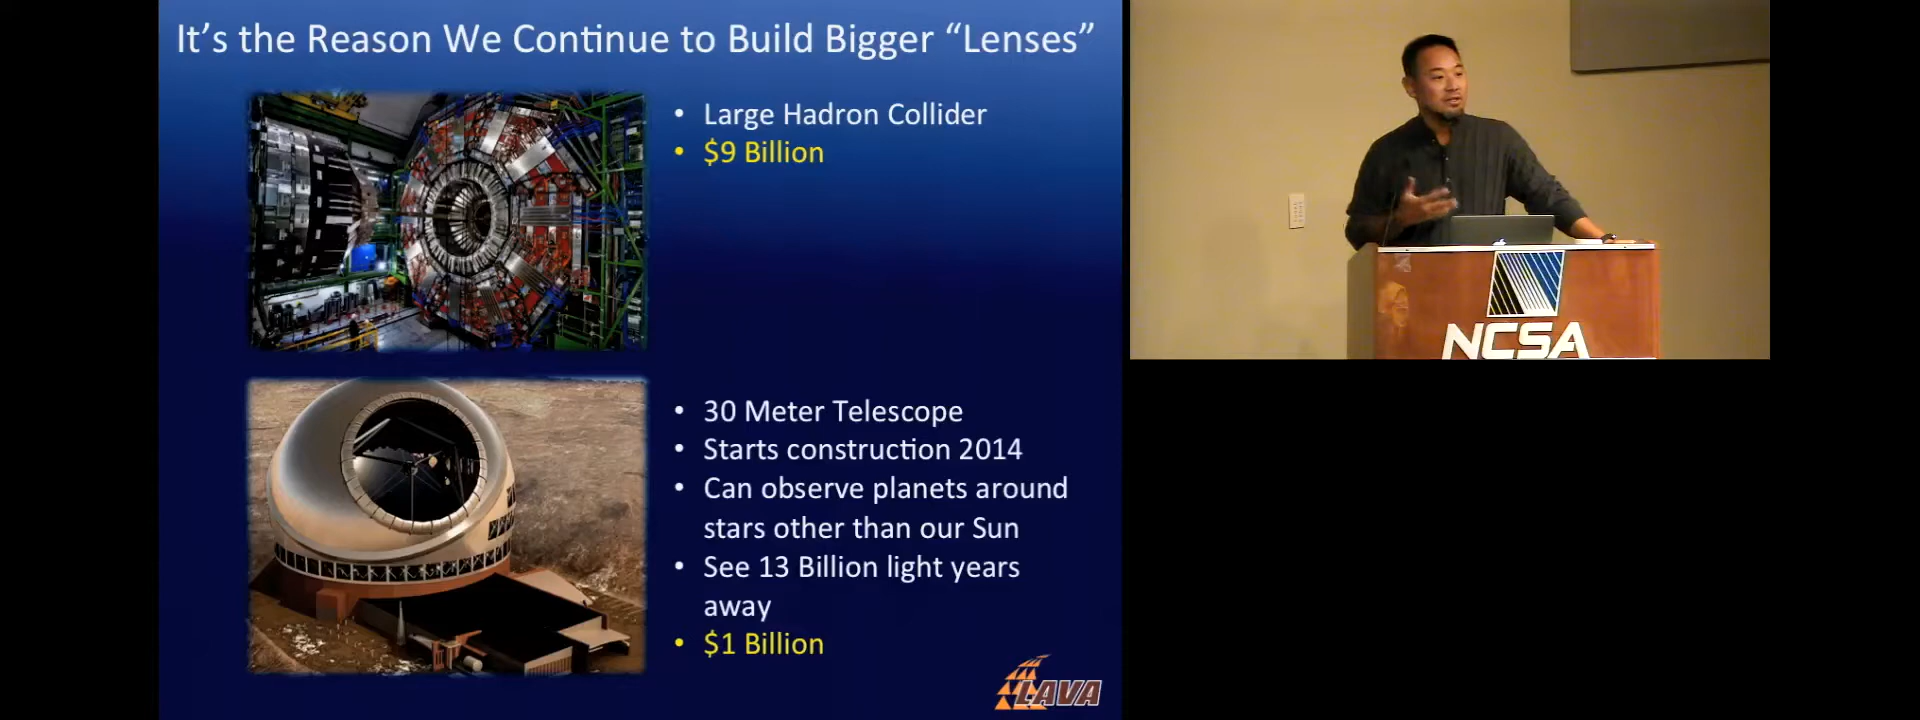 It's the Reason We Continue to Build Bigger “Lenses”
• Large Hadron Collider
• $9 Billion
• 30 Meter Telescope
• Starts construction 2014
• Can observe planets around
stars other than our Sun
• See 13 Billion light years
away
• $1 Billion
LAVA
NCSA